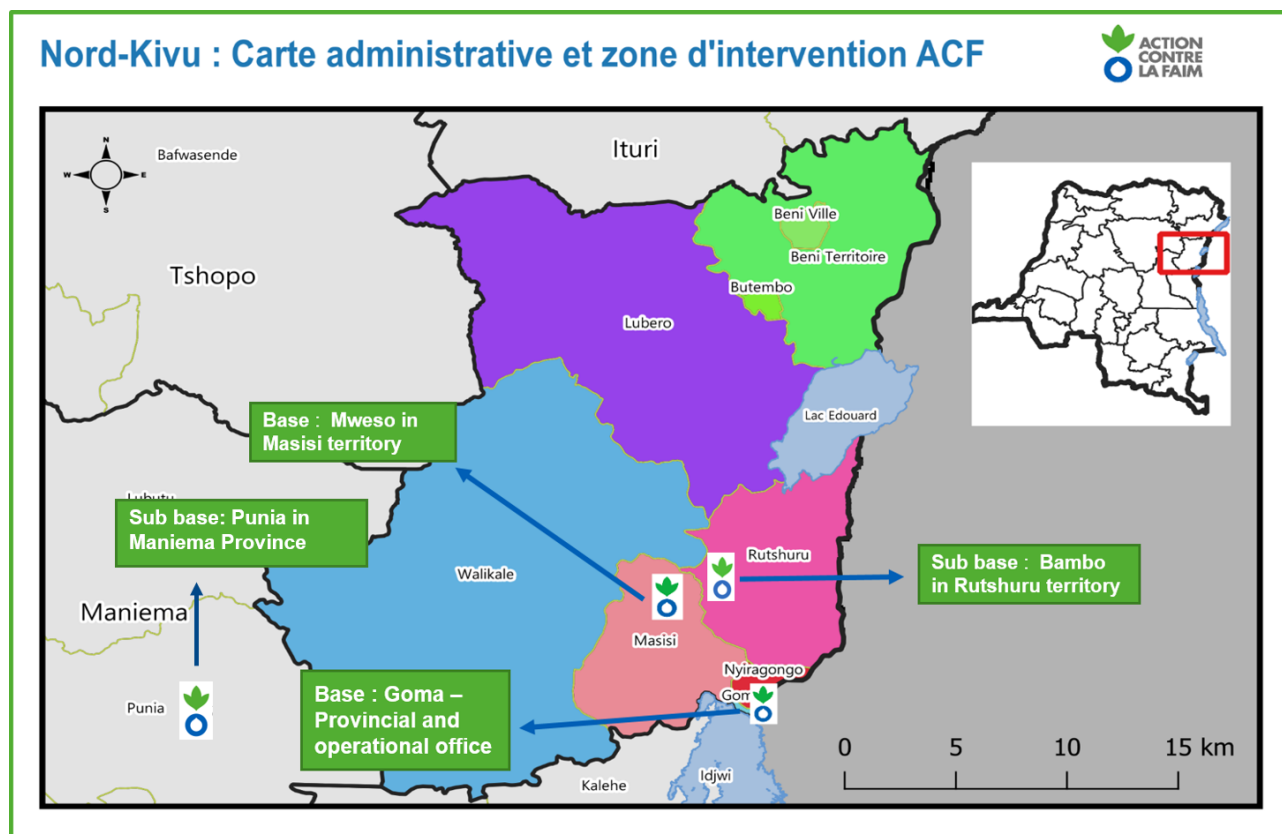 Nord-Kivu : Carte administrative et zone d'intervention ACF
ACTION
CONTRE
LA FAIM
N
W
E
S
Bafwasende
Ituri
Beni Ville
Beni Territoire
Tshopo
Butembo
Lubero
Lac Edouard
Base : Mweso in
Masisi territory
Lubutu
Sub base: Punia in
Maniema Province
Rutshuru
Walikale
Sub base : Bambo
in Rutshuru territory
Maniema
Masisi
Nyiragongo
Gom
Base : Goma –
Provincial and
operational office
Punia
Idjwi
Kalehe
0 5 10 15 km